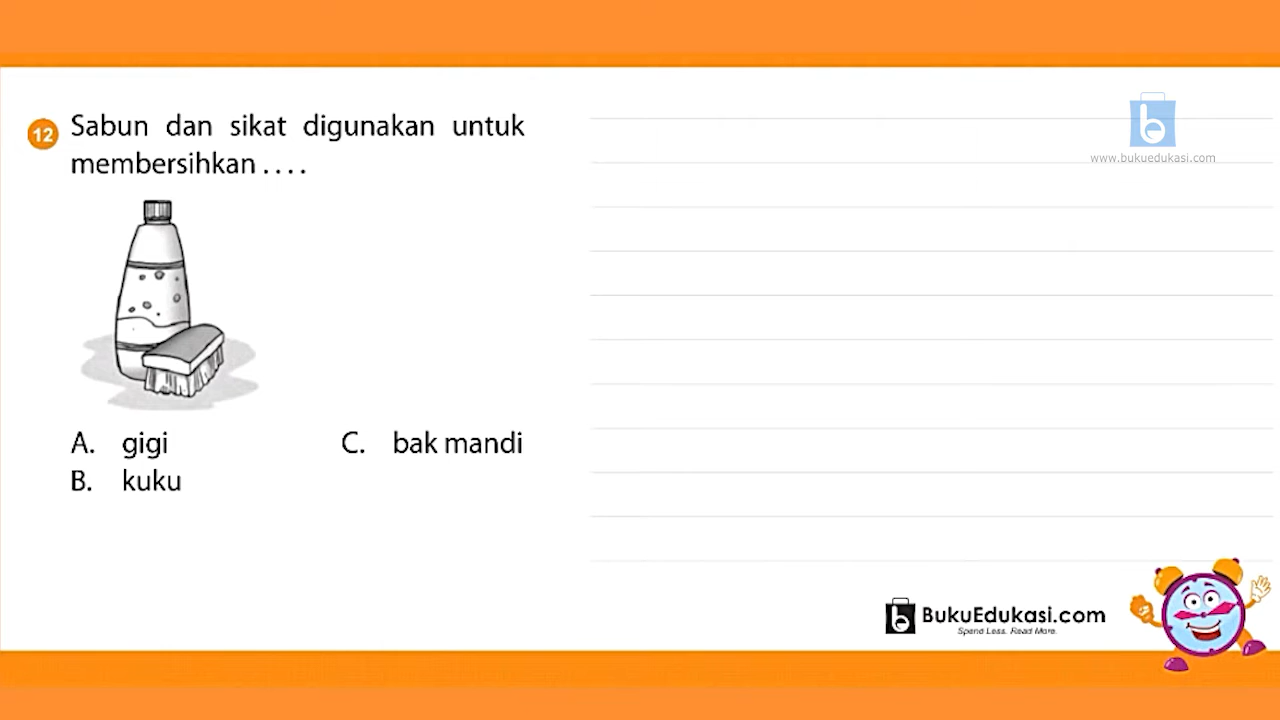 12 Sabun dan sikat digunakan untuk
membersihkan . . . .
A. gigi
B. kuku
C. bak mandi
b
www.bukuedukasi.com
b BukuEdukasi.com
Spend Less. Read More.